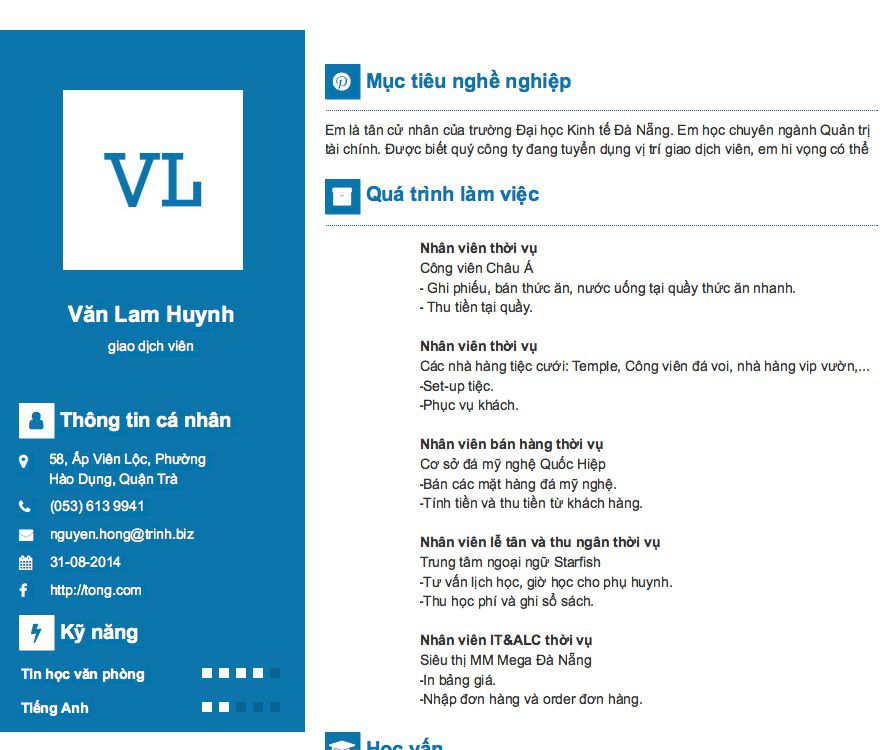 VL
Văn Lam Huynh
giao dịch viên
Thông tin cá nhân
58, Ấp Viên Lộc, Phường
Hào Dụng, Quận Trà
(053) 613 9941
nguyen.hong@trinh.biz
31-08-2014
http://tong.com
Kỹ năng
Tin học văn phòng
Tiếng Anh
Mục tiêu nghề nghiệp
Em là tân cử nhân của trường Đại học Kinh tế Đà Nẵng. Em học chuyên ngành Quản trị
tài chính. Được biết quý công ty đang tuyển dụng vị trí giao dịch viên, em hi vọng có thể
Quá trình làm việc
Nhân viên thời vụ
Công viên Châu Á
- Ghi phiếu, bán thức ăn, nước uống tại quầy thức ăn nhanh.
- Thu tiền tại quầy.
Nhân viên thời vụ
Các nhà hàng tiệc cưới: Temple, Công viên đá voi, nhà hàng vip vườn,...
-Set-up tiệc.
-Phục vụ khách.
Nhân viên bán hàng thời vụ
Cơ sở đá mỹ nghệ Quốc Hiệp
-Bán các mặt hàng đá mỹ nghệ.
-Tính tiền và thu tiền từ khách hàng.
Nhân viên lễ tân và thu ngân thời vụ
Trung tâm ngoại ngữ Starfish
-Tư vấn lịch học, giờ học cho phụ huynh.
-Thu học phí và ghi sổ sách.
Nhân viên IT&ALC thời vụ
Siêu thị MM Mega Đà Nẵng
-In bảng giá.
-Nhập đơn hàng và order đơn hàng.
Học vấn